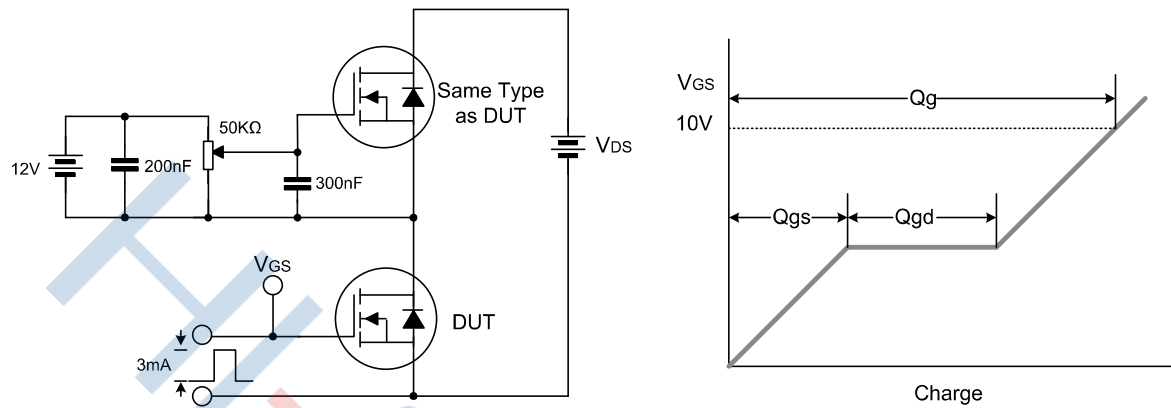 Same Type
as DUT
50KΩ
12V
200nF
300nF
VDS
VGS
DUT
3mA
VGS
10V
Qg
Qgs
Qgd
Charge